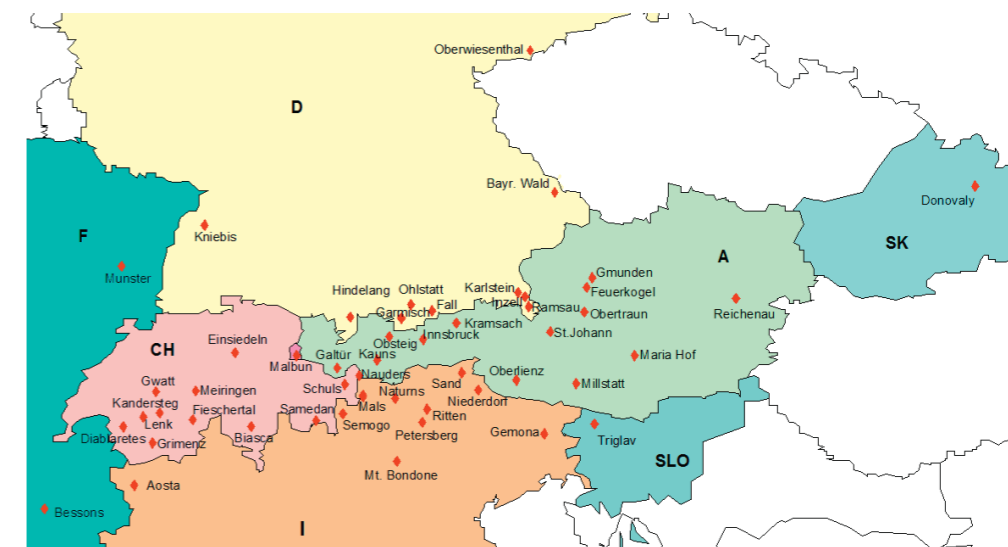 Oberwiesenthal
D
Bayr. Wald
Donovaly
Kniebis
F
SK
A
Munster
Gmunden
Feuerkogel
Hindelang
Ohlstatt
Karlstein
Fall
Inzell
Ramsau
Obertraun
Reichenau
Garmisch
Kramsach
St.Johann
Innsbruck
Einsiedeln
CH
Obsteig
Maria Hof
Malbun
Galtür
Kauns
Nauders
Oberlienz
Millstatt
Gwatt
Meiringen
Schuls
Naturns
Sand
Niederdorf
Kandersteg
Fieschertal
Samedan
Mals
Ritten
Lenk
Semogo
Petersberg
Gemona
Triglav
Diablaretes
Grimenz
Biasca
SLO
Mt. Bondone
Aosta
Bessons
I